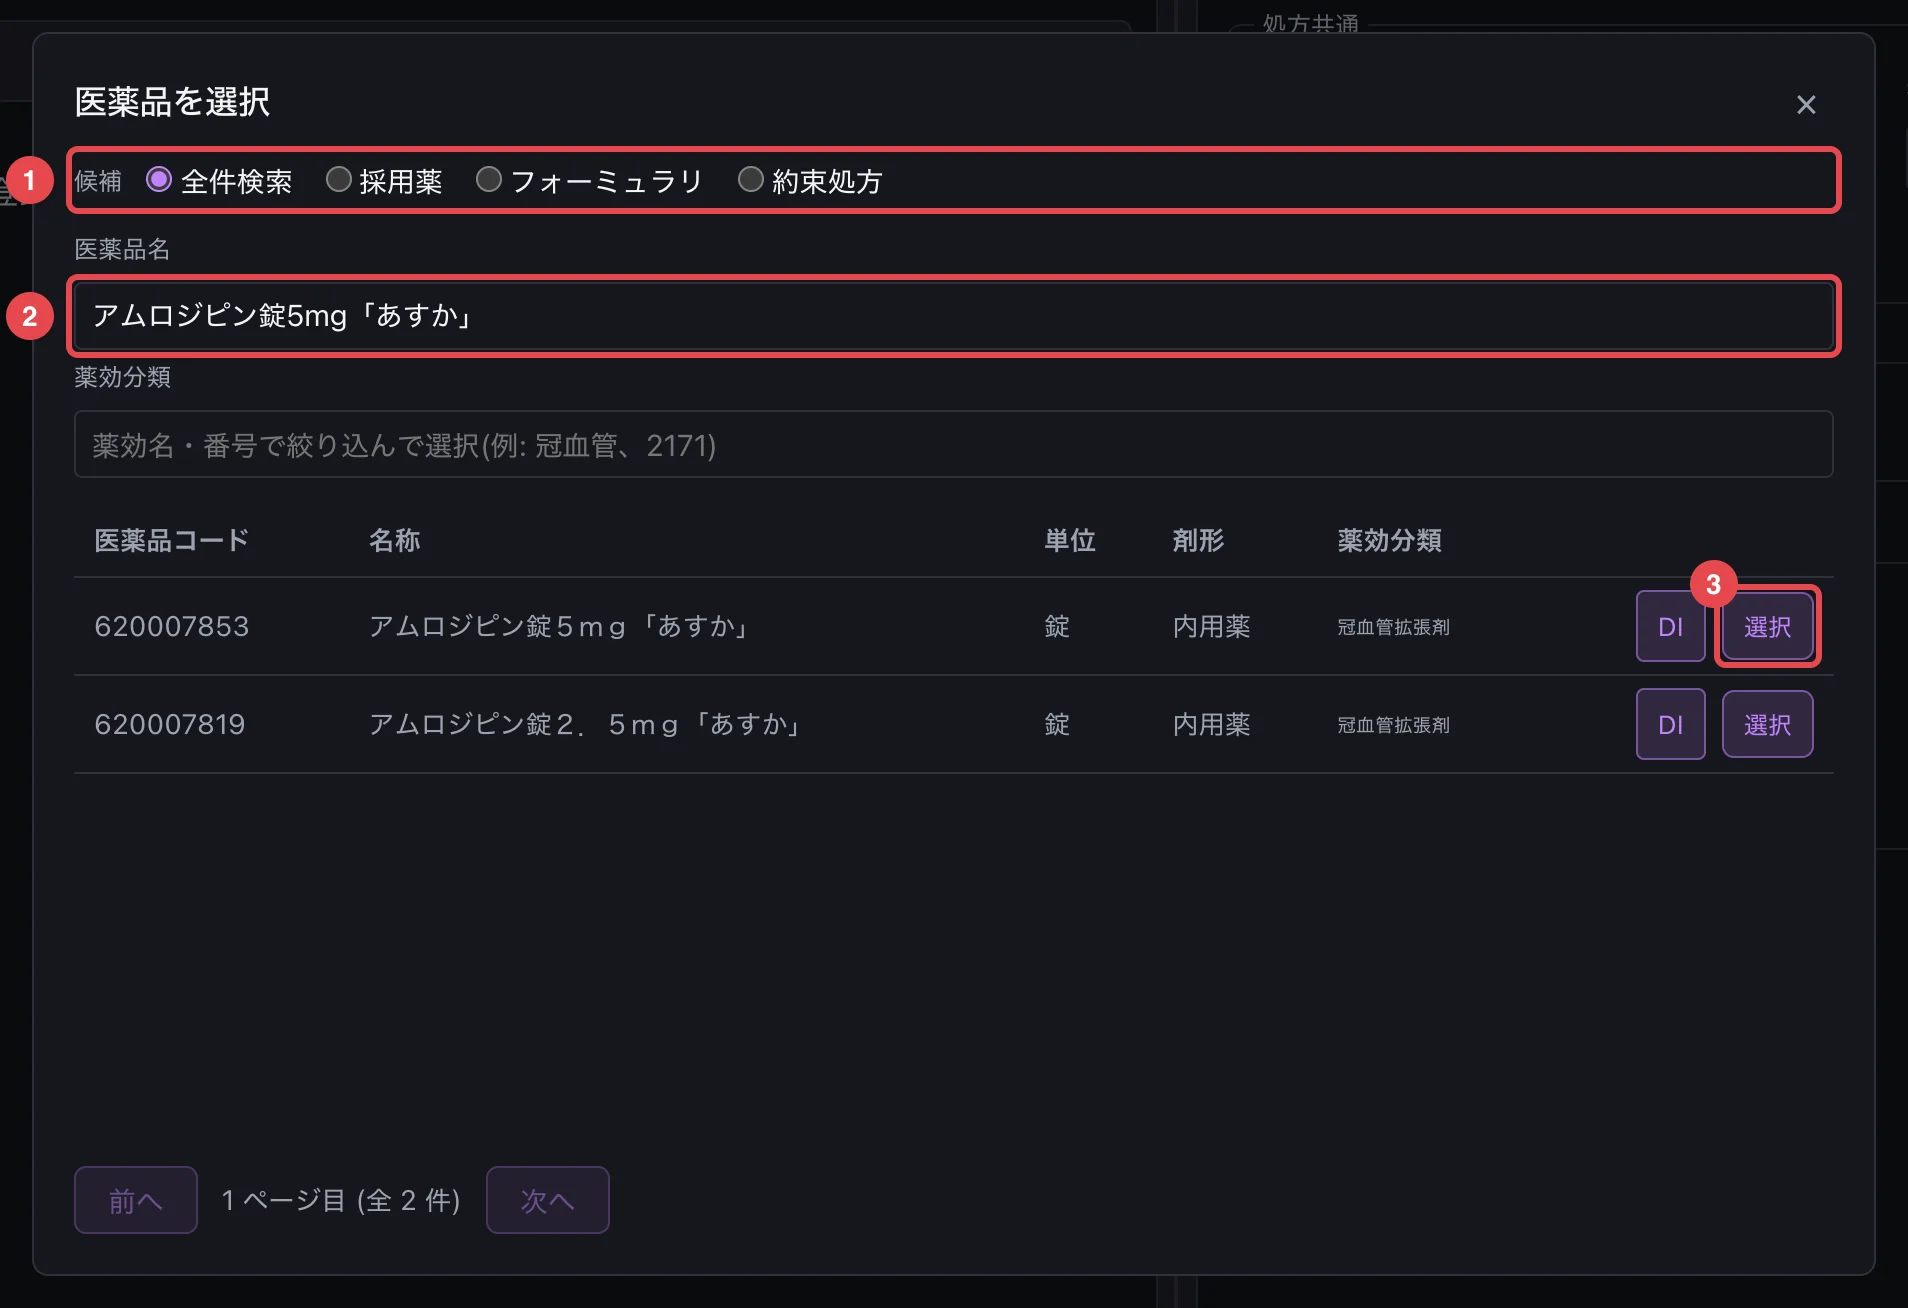 処方共通
医薬品を選択
×
1 候補 全件検索 採用薬 フォーミュラリ 約束処方
医薬品名
2 アムロジピン錠5mg「あすか」
薬効分類
薬効名・番号で絞り込んで選択(例: 冠血管、2171)
医薬品コード 名称 単位 剤形 薬効分類
3
620007853 アムロジピン錠５ｍｇ「あすか」 錠 内用薬 冠血管拡張剤 DI 選択
620007819 アムロジピン錠２．５ｍｇ「あすか」 錠 内用薬 冠血管拡張剤 DI 選択
前へ 1 ページ目 (全 2 件) 次へ